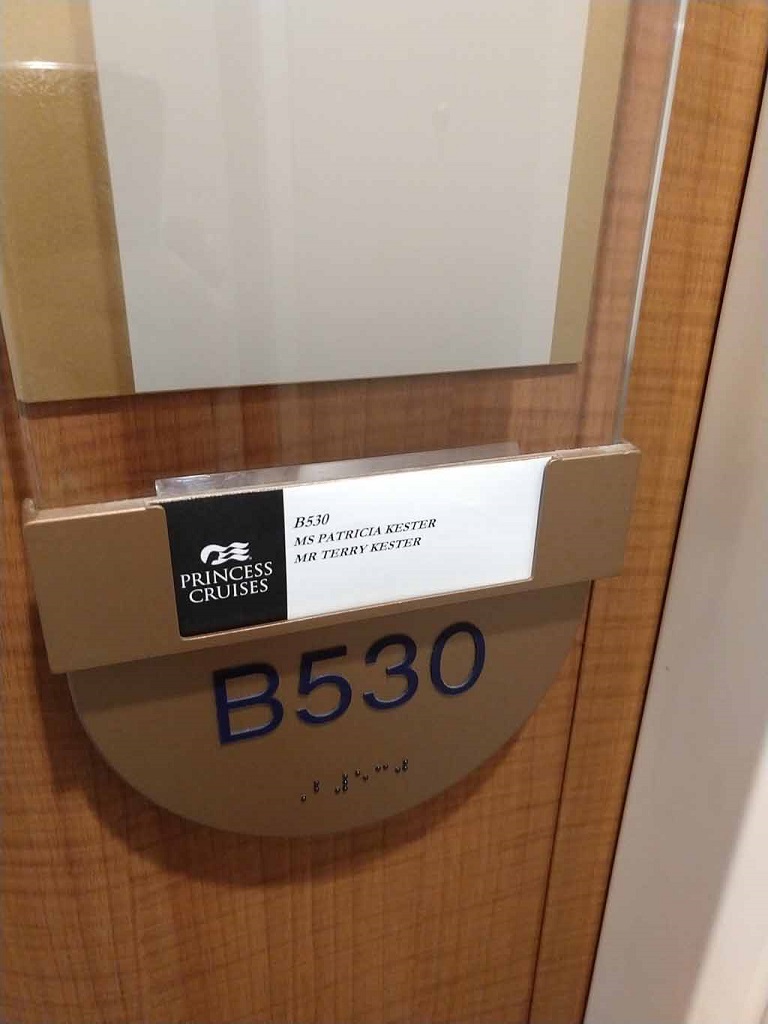 B530
MS PATRICIA KESTER
MR TERRY KESTER
PRINCESS
CRUISES
B530